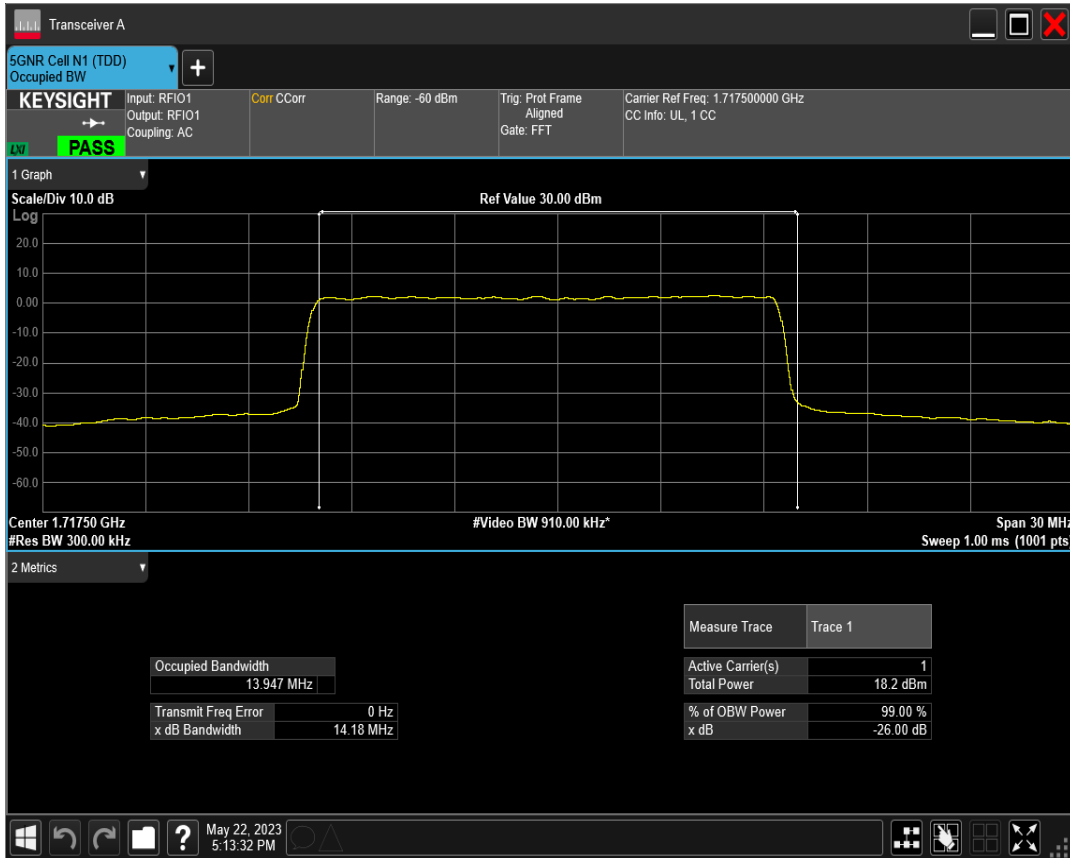 Transceiver A
5GNR Cell N1 (TDD)
Occupied BW
+
KEYSIGHT
LXI
PASS
Input: RFIO1
Output: RFIO1
Coupling: AC
Corr CCorr
Range: -60 dBm
Trig: Prot Frame
Aligned
Gate: FFT
Carrier Ref Freq: 1.717500000 GHz
CC Info: UL, 1 CC
1 Graph
Scale/Div 10.0 dB
Ref Value 30.00 dBm
Log
20.0
10.0
0.00
-10.0
-20.0
-30.0
-40.0
-50.0
-60.0
Center 1.71750 GHz
#Video BW 910.00 kHz*
Span 30 MHz
#Res BW 300.00 kHz
Sweep 1.00 ms (1001 pts)
2 Metrics
Measure Trace Trace 1
Occupied Bandwidth
13.947 MHz
Active Carrier(s) 1
Total Power 18.2 dBm
Transmit Freq Error 0 Hz
x dB Bandwidth 14.18 MHz
% of OBW Power 99.00 %
x dB -26.00 dB
?
May 22, 2023
5:13:32 PM